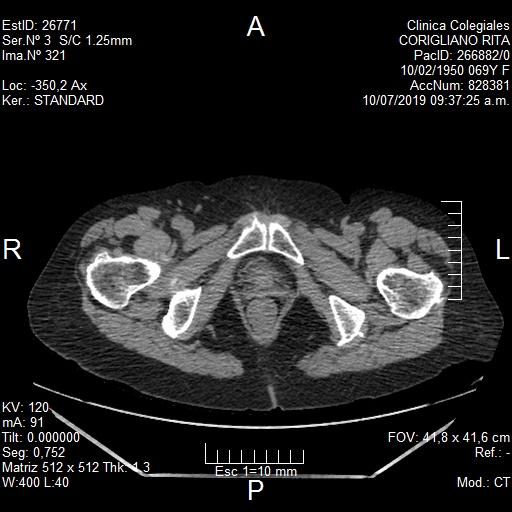 EstID: 26771
Ser.Nº 3 S/C 1.25mm
Ima.Nº 321
Loc: -350,2 Ax
Ker.: STANDARD
A
Clinica Colegiales
CORIGLIANO RITA
PacID: 266882/0
10/02/1950 069Y F
AccNum: 828381
10/07/2019 09:37:25 a.m.
R
L
KV: 120
mA: 91
Tilt: 0.000000
Seg: 0,752
Matriz 512 x 512 Thk: 1.3
W:400 L:40
Esc 1=10 mm
P
FOV: 41,8 x 41,6 cm
Ref.: -
Mod.: CT